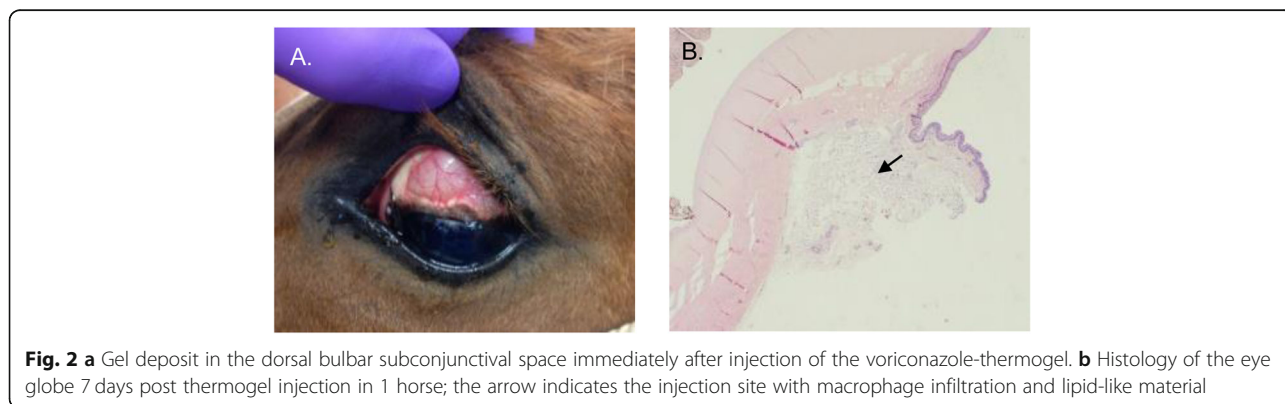 A.
B.
Fig. 2 a Gel deposit in the dorsal bulbar subconjunctival space immediately after injection of the voriconazole-thermogel. b Histology of the eye
globe 7 days post thermogel injection in 1 horse; the arrow indicates the injection site with macrophage infiltration and lipid-like material